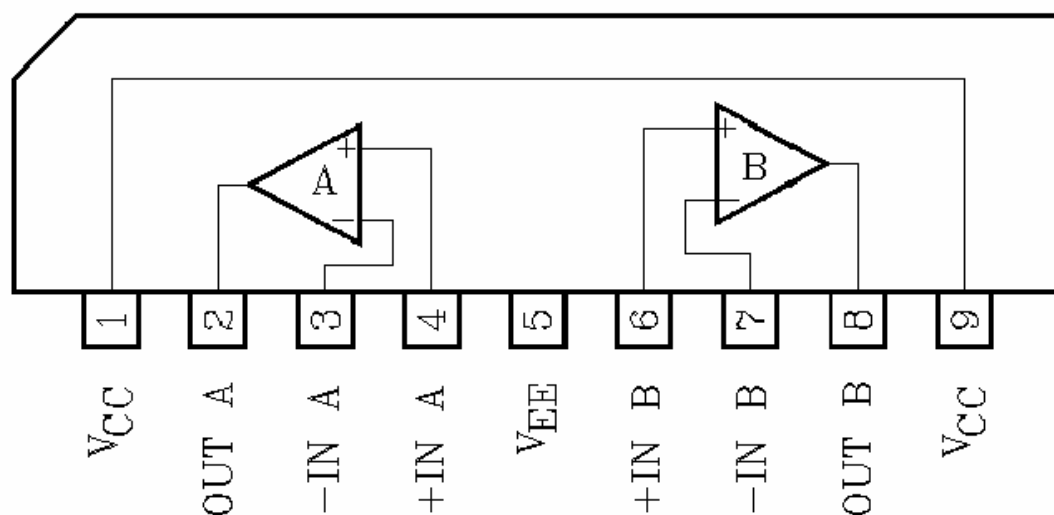 A
+
−
B
+
−
1 2 3 4 5 6 7 8 9
VCC
OUT A
-IN A
+IN A
VEE
+IN B
-IN B
OUT B
VCC